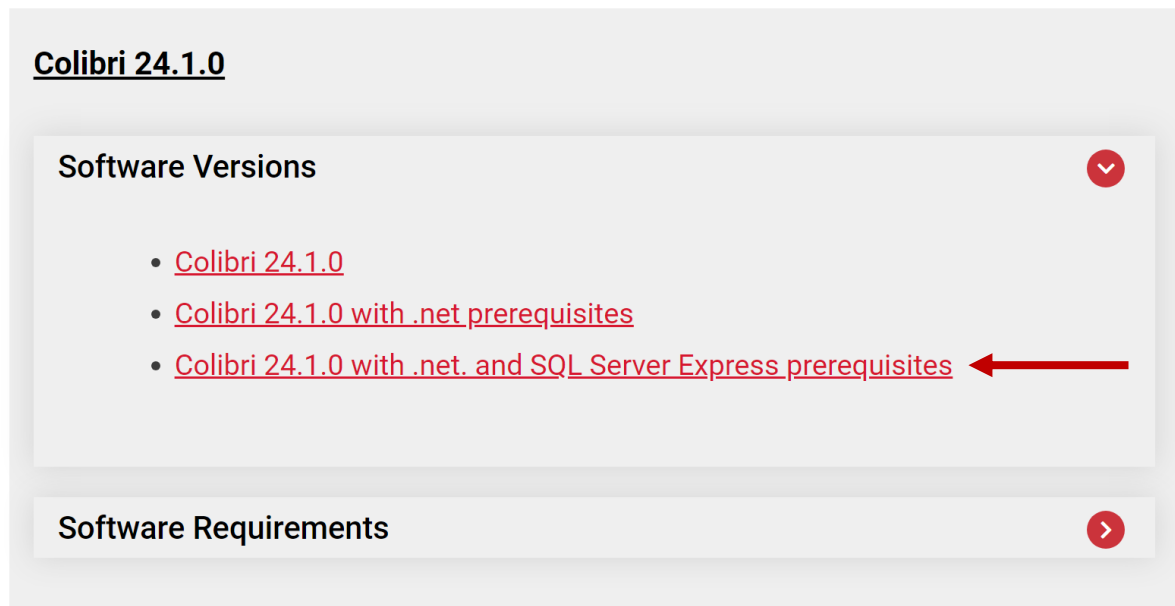 Colibri 24.1.0
Software Versions
Colibri 24.1.0
Colibri 24.1.0 with .net prerequisites
Colibri 24.1.0 with .net. and SQL Server Express prerequisites
Software Requirements